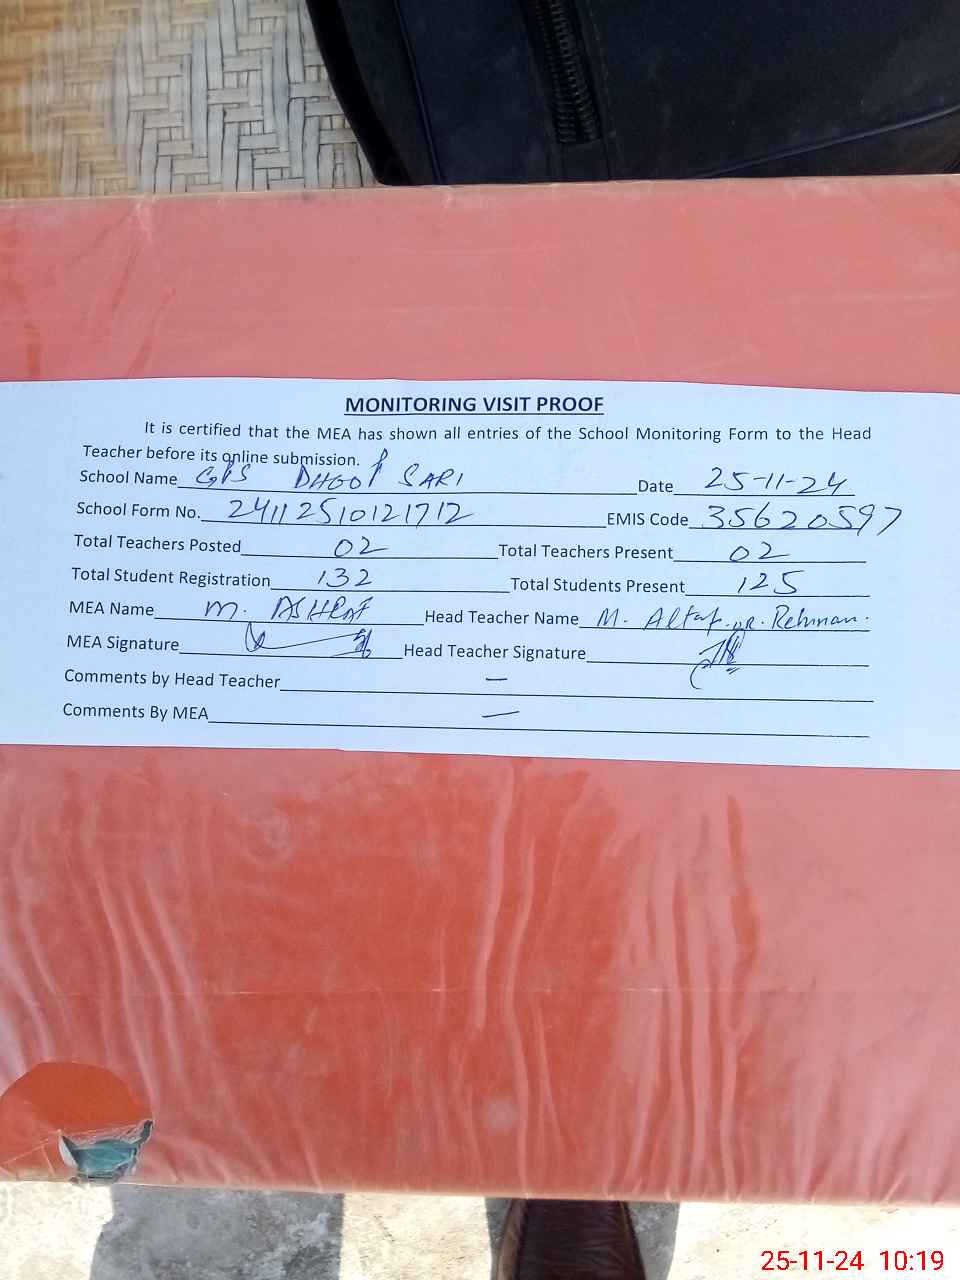 MONITORING VISIT PROOF
It is certified that the MEA has shown all entries of the School Monitoring Form to the Head
Teacher before its online submission.
School Name GPS DHOOP SARI Date 25-11-24
School Form No. 24112510121712 EMIS Code 35620597
Total Teachers Posted 02 Total Teachers Present 02
Total Student Registration 132 Total Students Present 125
MEA Name M. ASHRAF Head Teacher Name M. Altaf-ur-Rehman.
MEA Signature Head Teacher Signature
Comments by Head Teacher —
Comments By MEA —
25-11-24 10:19